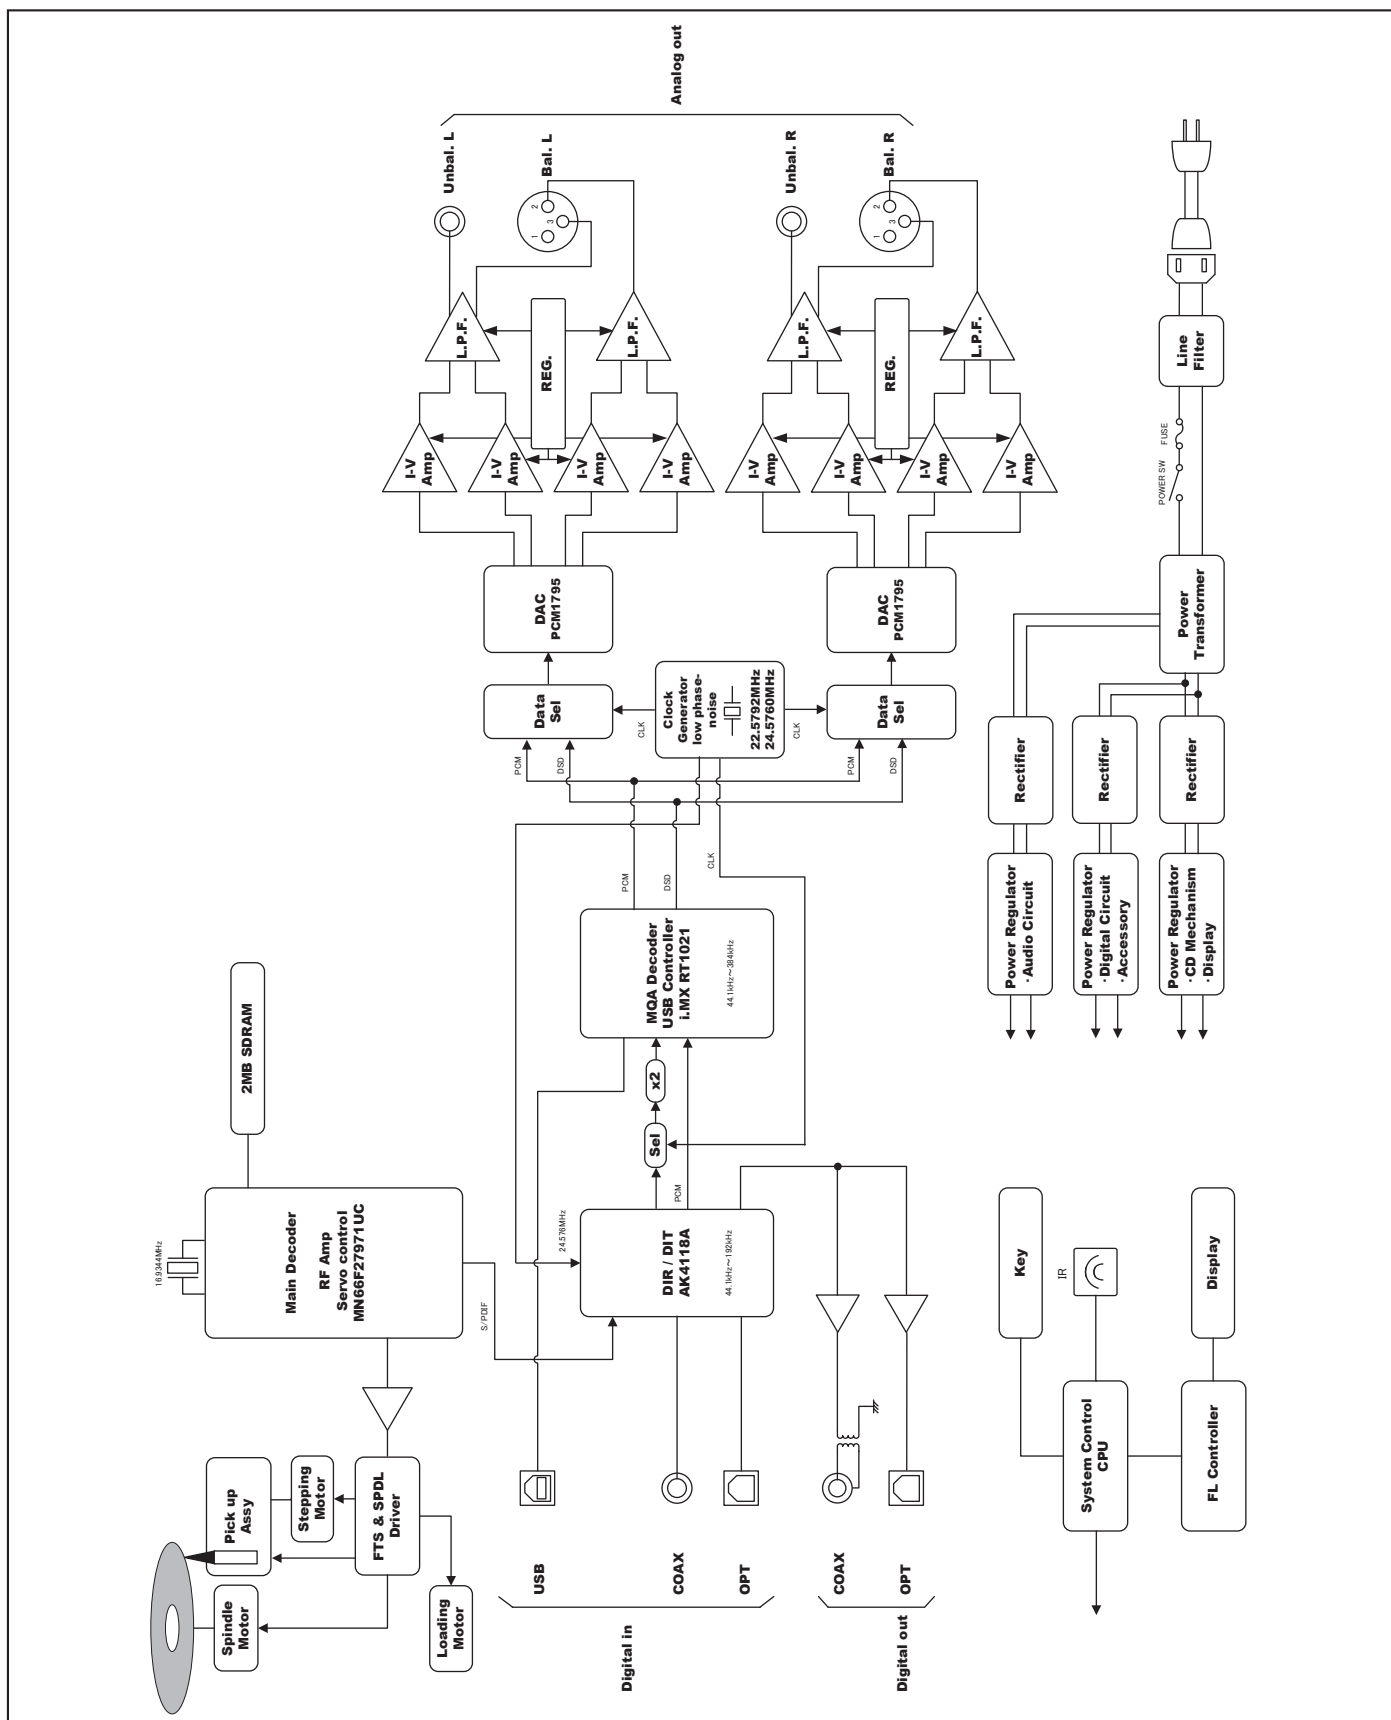 Spindle
Motor
Pick up
Assy
Stepping
Motor
FTS & SPDL
Driver
Loading
Motor
16.9344MHz
Main Decoder
RF Amp
Servo control
MN66F27971UC
2MB SDRAM
S/PDIF
24.576MHz
Digital in
USB
COAX
OPT
Digital out
COAX
OPT
DIR / DIT
AK4118A
44.1kHz～192kHz
PCM
Sel
x2
MQA Decoder
USB Controller
i.MX RT1021
44.1kHz～384kHz
PCM
DSD
CLK
PCM
DSD
CLK
Clock
Generator
low phase-
noise
22.5792MHz
24.5760MHz
CLK
PCM
DSD
Data
Sel
Data
Sel
DAC
PCM1795
DAC
PCM1795
I-V
Amp
I-V
Amp
I-V
Amp
I-V
Amp
I-V
Amp
I-V
Amp
I-V
Amp
I-V
Amp
REG.
REG.
L.P.F.
L.P.F.
L.P.F.
L.P.F.
1
2
3
1
2
3
Unbal. L
Bal. L
Unbal. R
Bal. R
Analog out
Key
IR
Display
System Control
CPU
FL Controller
Power Regulator
·Audio Circuit
Power Regulator
·Digital Circuit
·Accessory
Power Regulator
·CD Mechanism
·Display
Rectifier
Rectifier
Rectifier
Power
Transformer
POWER SW
FUSE
Line
Filter